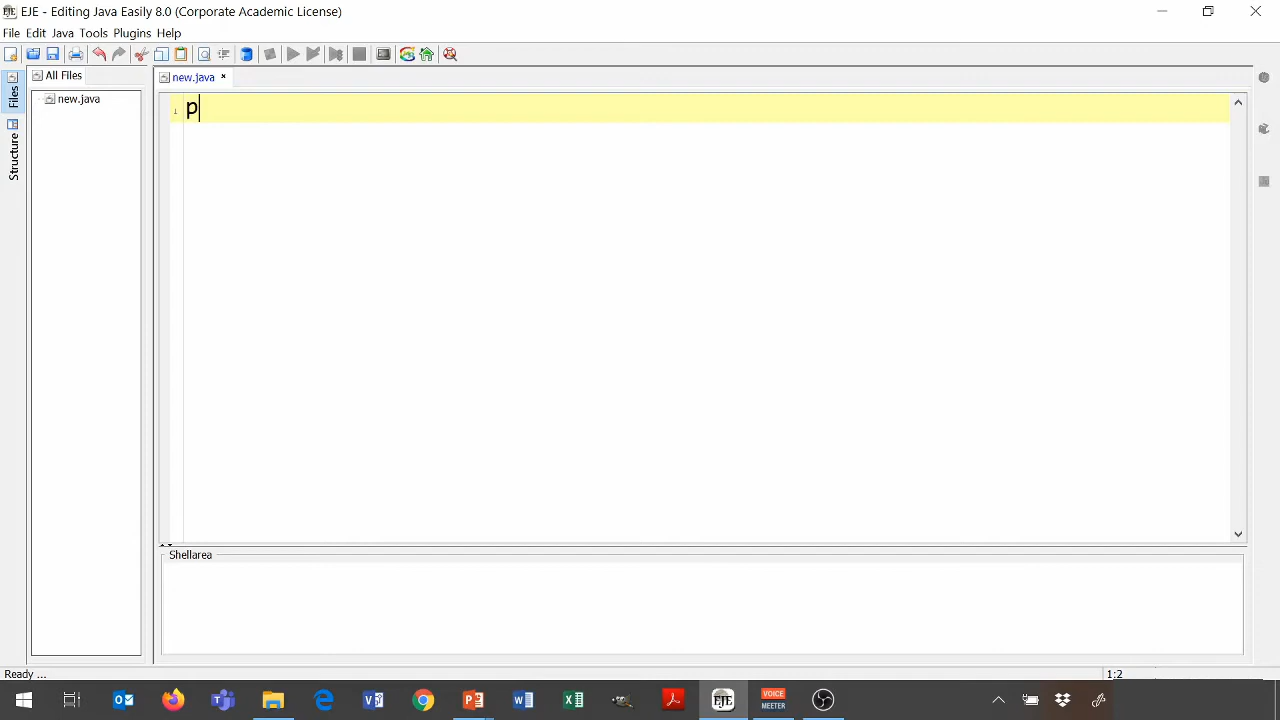 EJE - Editing Java Easily 8.0 (Corporate Academic License)
File Edit Java Tools Plugins Help
All Files
new.java
Files
Structure
new.java
1
p
Shellarea
Ready ...
1:2
VOICE
MEETER
EJE